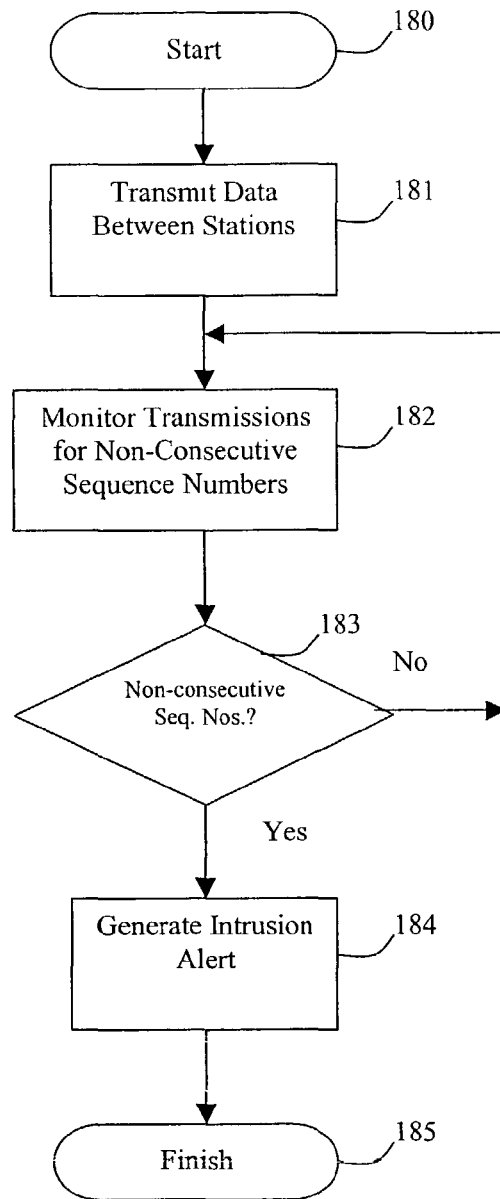 180
Start
Transmit Data
Between Stations
181
Monitor Transmissions
for Non-Consecutive
Sequence Numbers
182
183
Non-consecutive
Seq. Nos.?
No
Yes
Generate Intrusion
Alert
184
Finish
185